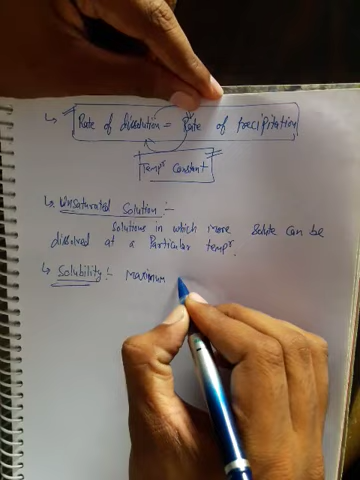 ↳ Rate of dissolution = Rate of precipitation
Tempr Constant
↳ Unsaturated Solution :-
Solutions in which more Solute can be
dissolved at a Particular tempr.
↳ Solubility :- Maximum